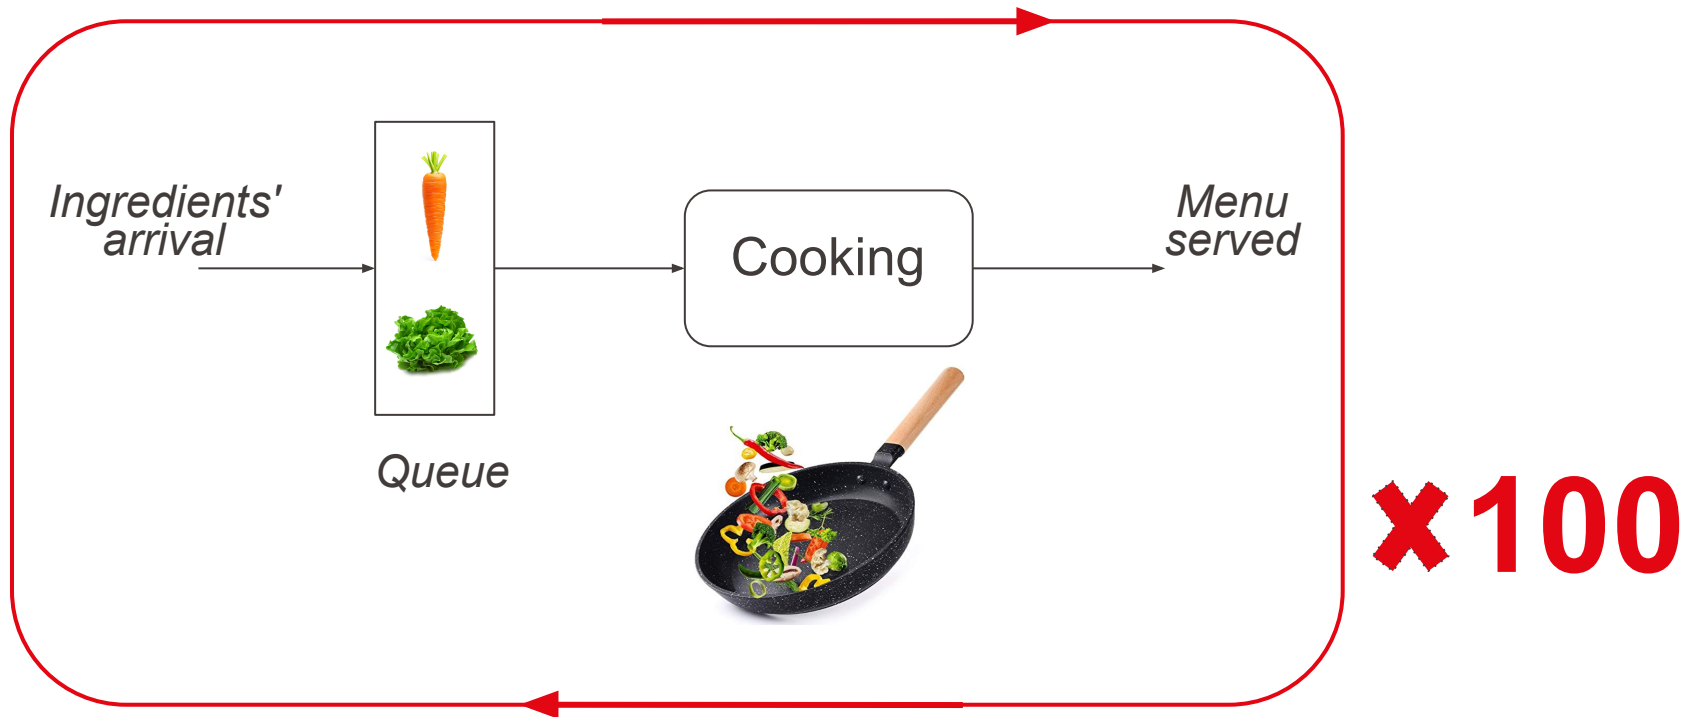 Ingredients'
arrival
Queue
Cooking
Menu
served
×100